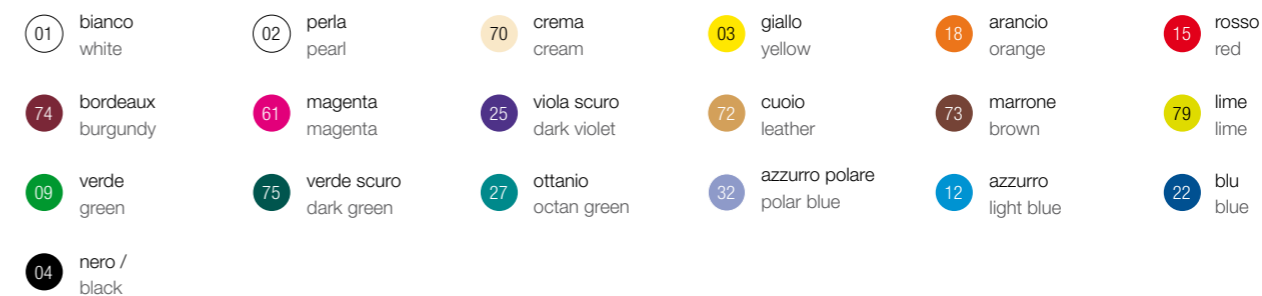 01 bianco
white
02 perla
pearl
70 crema
cream
03 giallo
yellow
18 arancio
orange
15 rosso
red
74 bordeaux
burgundy
61 magenta
magenta
25 viola scuro
dark violet
72 cuoio
leather
73 marrone
brown
79 lime
lime
09 verde
green
75 verde scuro
dark green
27 ottanio
octan green
32 azzurro polare
polar blue
12 azzurro
light blue
22 blu
blue
04 nero /
black